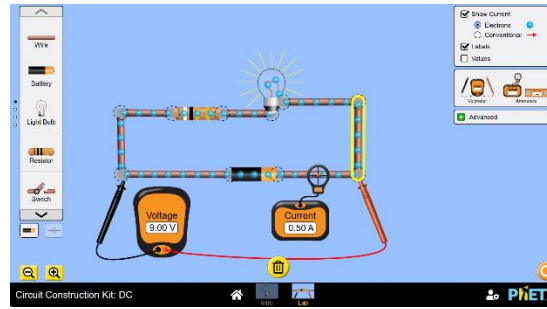 Wire
Battery
Light Bulb
Resistor
Switch
Show Current
Electrons
Conventional
Labels
Values
Voltmeter
Ammeters
Advanced
Voltage
9.00 V
Current
0.50 A
Circuit Construction Kit: DC
Intro
Lab
PhET